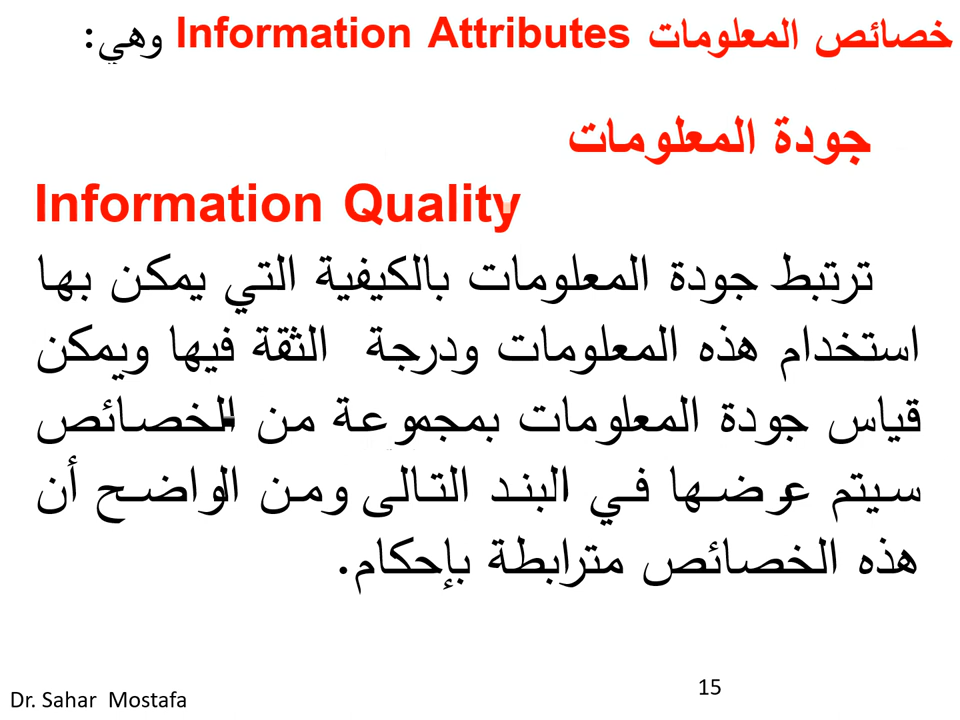 خصائص المعلومات Information Attributes وهي:
جودة المعلومات
Information Quality
ترتبط جودة المعلومات بالكيفية التي يمكن بها
استخدام هذه المعلومات ودرجة الثقة فيها ويمكن
قياس جودة المعلومات بمجموعة من الخصائص
سيتم عرضها في البند التالى ومن الواضح أن
هذه الخصائص مترابطة بإحكام.
15
Dr. Sahar Mostafa